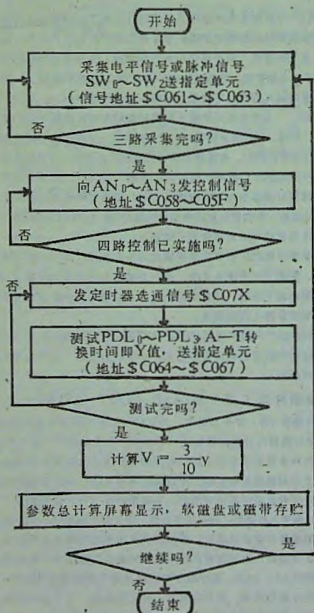 开始
采集电平信号或脉冲信号
SW₀~SW₂送指定单元
(信号地址$C061~$C063)
否
三路采集完吗?
是
向AN₀~AN₃发控制信号
(地址$C058~C05F)
否
四路控制已实施吗?
否
是
发定时器选通信号$C07X
测试PDL₀~PDL₃ A—T转
换时间即Y值,送指定单元
(地址$C064~$C067)
测试完吗?
是
计算V₁=3/10 y
参数总计算屏幕显示,软磁盘或磁带存贮
是
继续吗?
否
结束